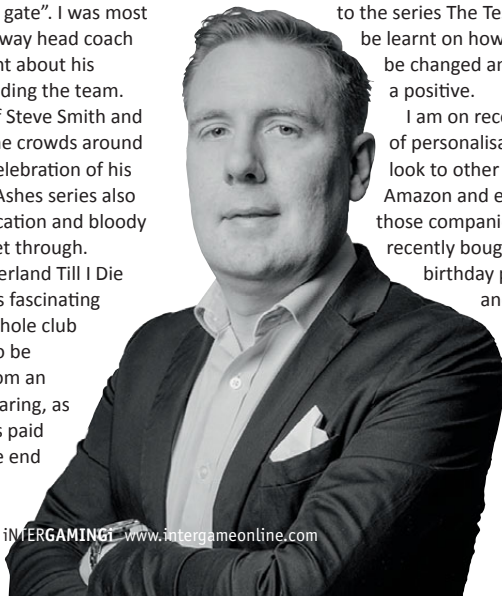 gate”. I was most
way head coach
nt about his
ding the team.
f Steve Smith and
ne crowds around
elebration of his
Ashes series also
cation and bloody
et through.
erland Till I Die
s fascinating
hole club
o be
om an
aring, as
s paid
e end
to the series The Te
be learnt on how
be changed an
a positive.
I am on reco
of personalisa
look to other
Amazon and e
those compani
recently boug
birthday p
an
iNTERGAMINGi www.intergameonline.com